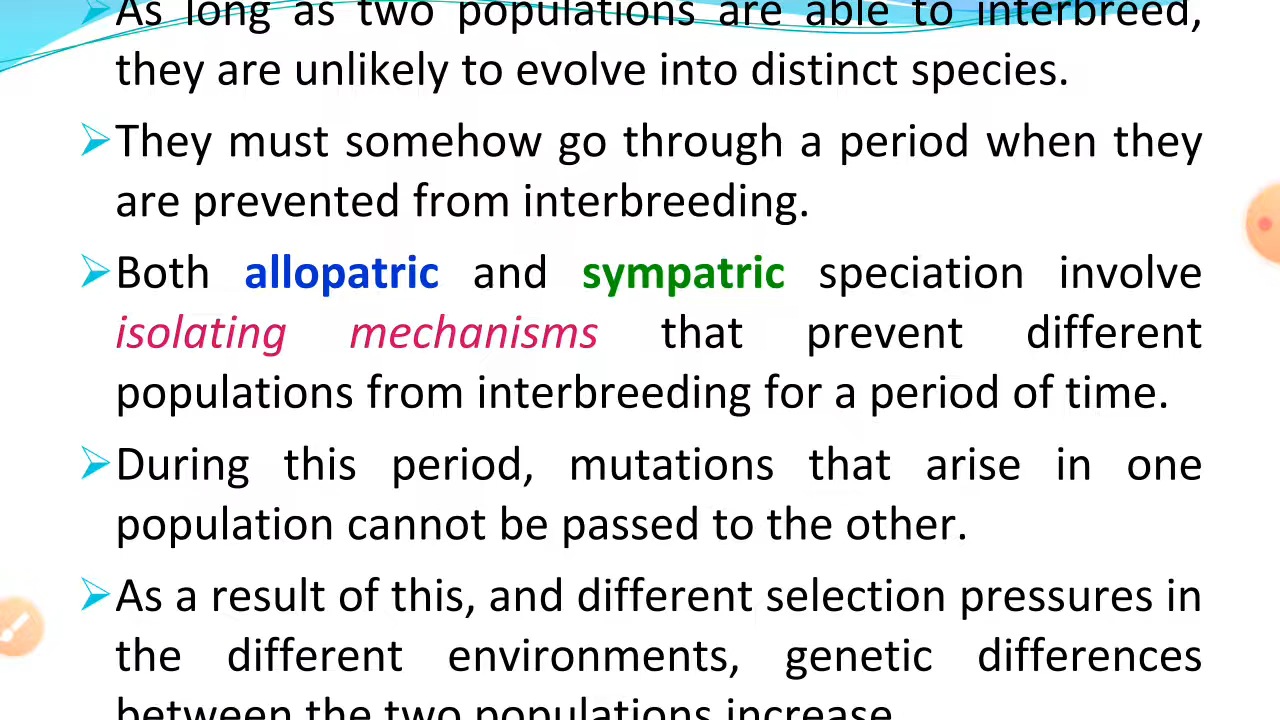 As long as two populations are able to interbreed,
they are unlikely to evolve into distinct species.
They must somehow go through a period when they
are prevented from interbreeding.
Both allopatric and sympatric speciation involve
isolating mechanisms that prevent different
populations from interbreeding for a period of time.
During this period, mutations that arise in one
population cannot be passed to the other.
As a result of this, and different selection pressures in
the different environments, genetic differences
between the two populations increase.